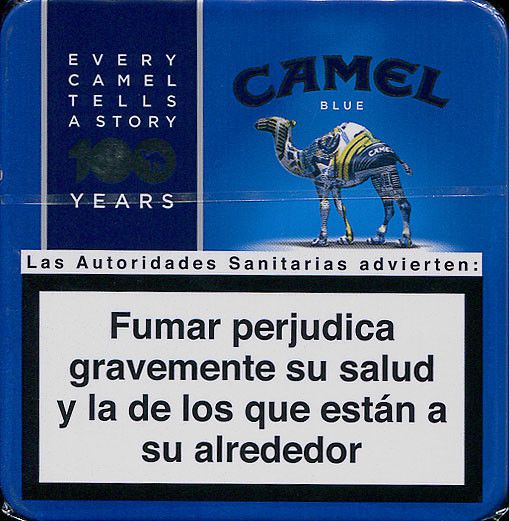 EVERY
CAMEL
TELLS
A STORY
100
YEARS
CAMEL
BLUE
CAMEL
Las Autoridades Sanitarias advierten:
Fumar perjudica
gravemente su salud
y la de los que están a
su alrededor